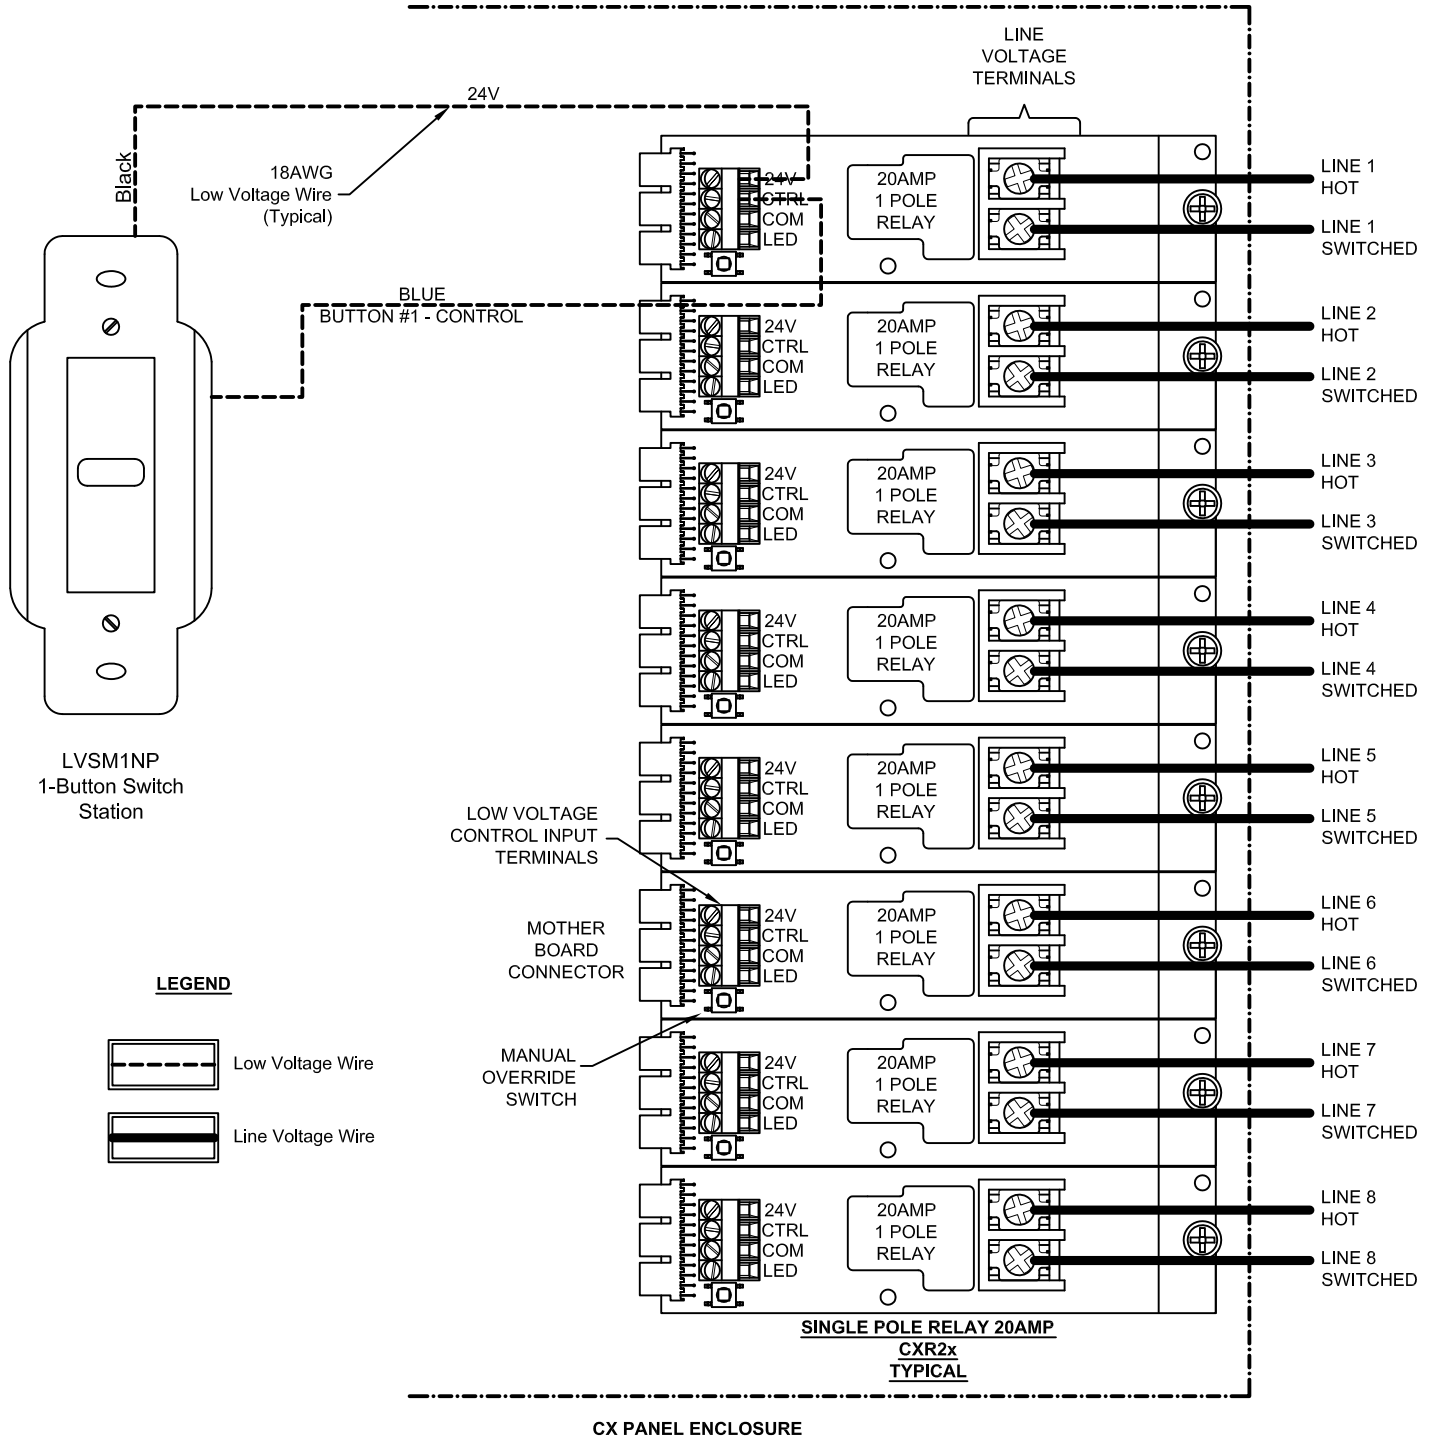 LINE
VOLTAGE
TERMINALS
24V
Black
18AWG
Low Voltage Wire
(Typical)
BLUE
BUTTON #1 - CONTROL
LVSM1NP
1-Button Switch
Station
24V
CTRL
COM
LED
20AMP
1 POLE
RELAY
LINE 1
HOT
LINE 1
SWITCHED
24V
CTRL
COM
LED
20AMP
1 POLE
RELAY
LINE 2
HOT
LINE 2
SWITCHED
24V
CTRL
COM
LED
20AMP
1 POLE
RELAY
LINE 3
HOT
LINE 3
SWITCHED
24V
CTRL
COM
LED
20AMP
1 POLE
RELAY
LINE 4
HOT
LINE 4
SWITCHED
24V
CTRL
COM
LED
20AMP
1 POLE
RELAY
LINE 5
HOT
LINE 5
SWITCHED
LOW VOLTAGE
CONTROL INPUT
TERMINALS
MOTHER
BOARD
CONNECTOR
24V
CTRL
COM
LED
20AMP
1 POLE
RELAY
LINE 6
HOT
LINE 6
SWITCHED
MANUAL
OVERRIDE
SWITCH
24V
CTRL
COM
LED
20AMP
1 POLE
RELAY
LINE 7
HOT
LINE 7
SWITCHED
24V
CTRL
COM
LED
20AMP
1 POLE
RELAY
LINE 8
HOT
LINE 8
SWITCHED
LEGEND
Low Voltage Wire
Line Voltage Wire
SINGLE POLE RELAY 20AMP
CXR2x
TYPICAL
CX PANEL ENCLOSURE